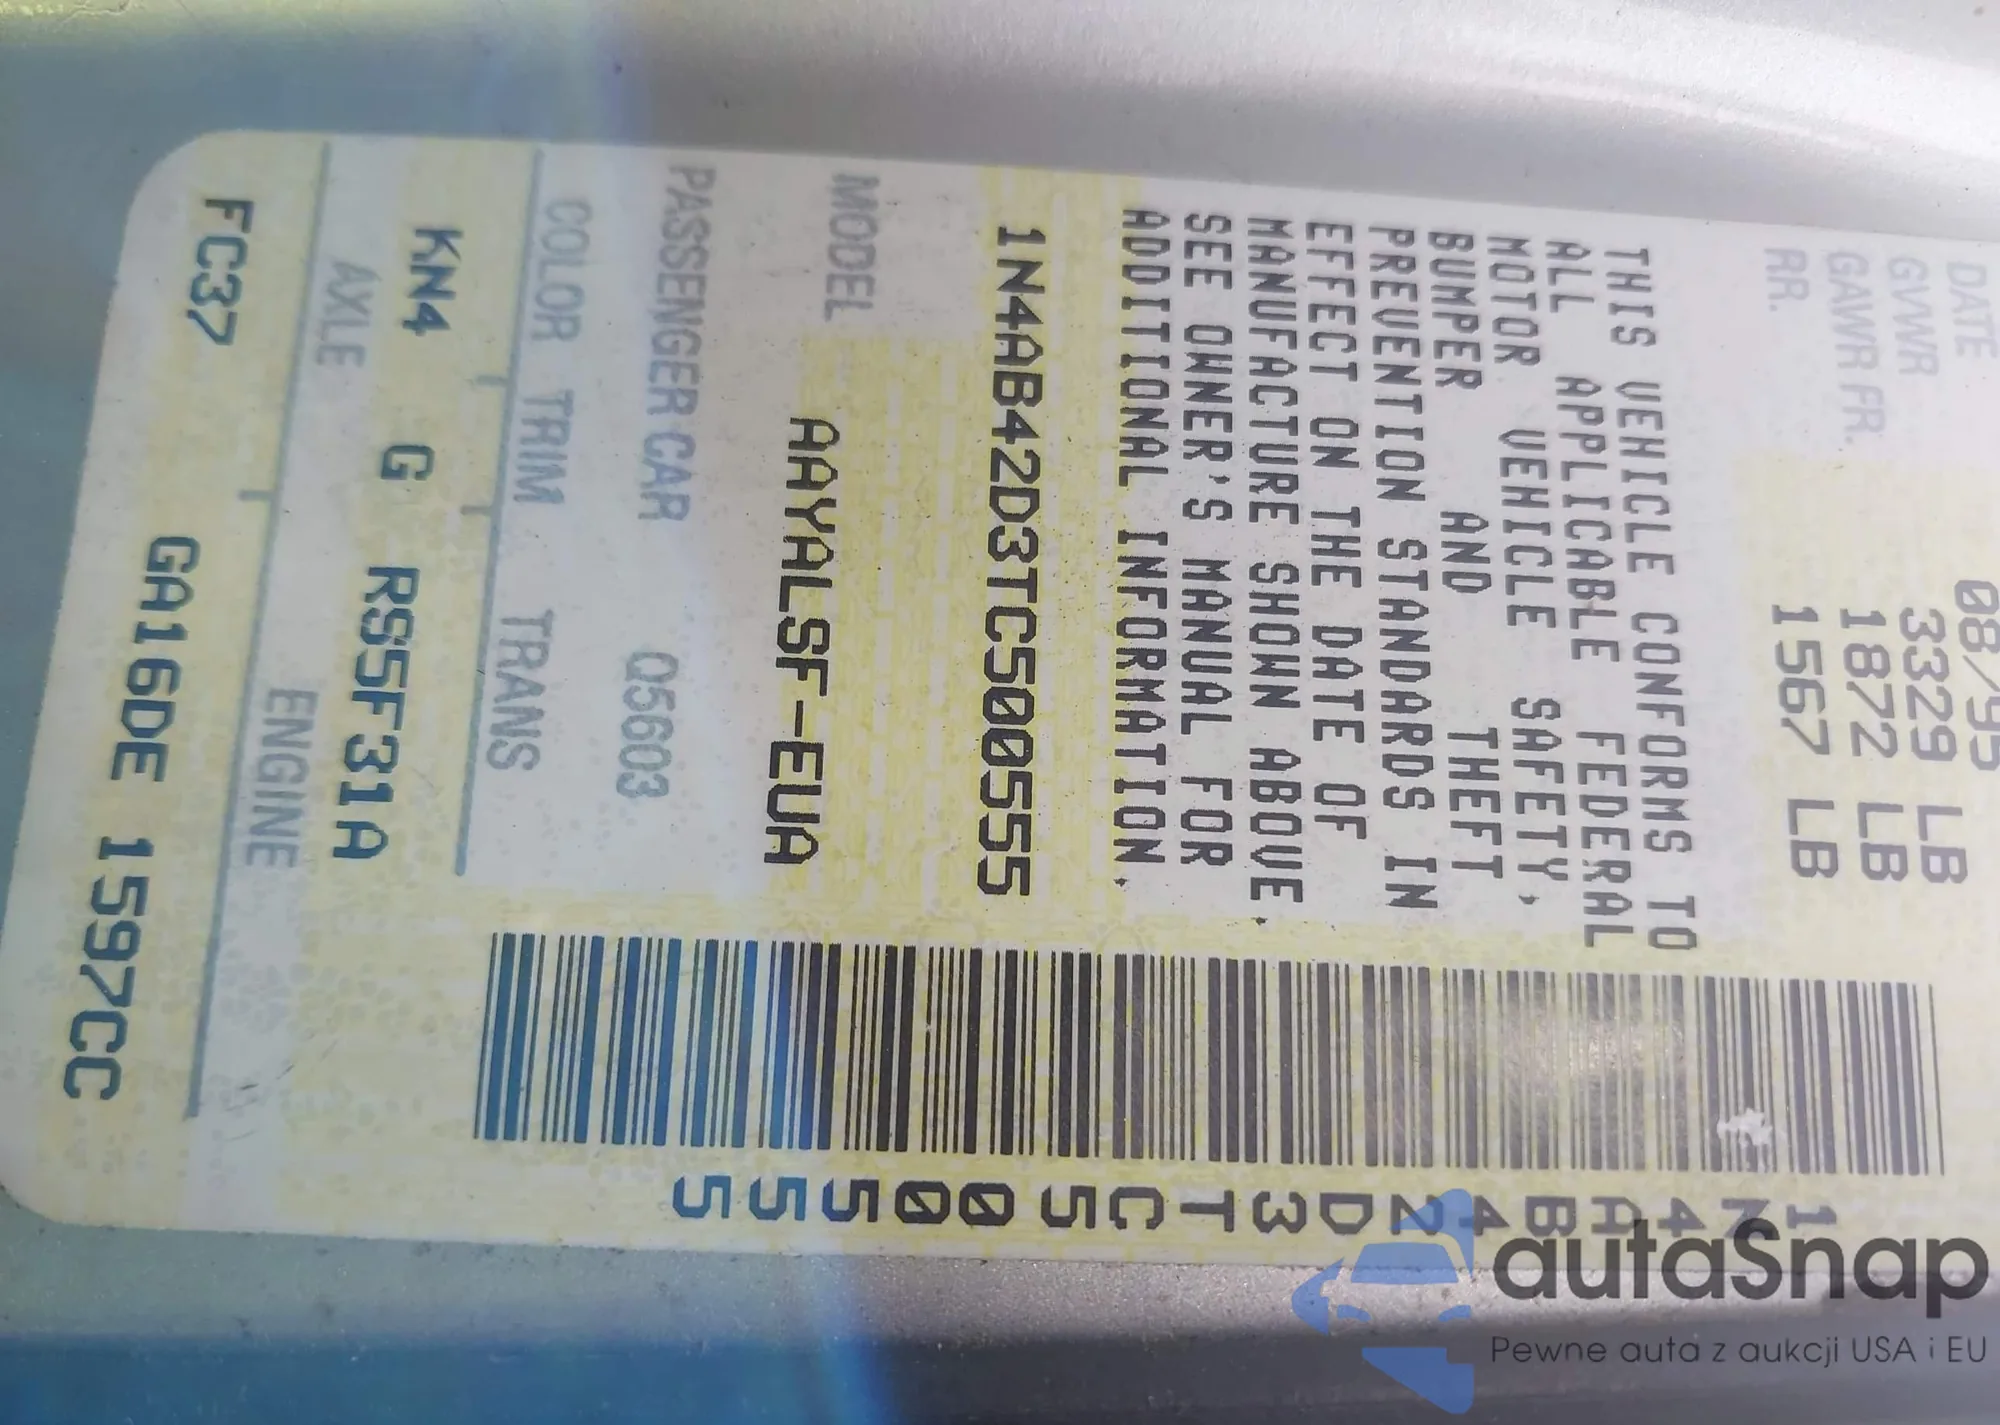 DATE 08/95
GVWR 3329 LB
GAWR FR. 1872 LB
RR. 1567 LB
THIS VEHICLE CONFORMS TO
ALL APPLICABLE FEDERAL
MOTOR VEHICLE SAFETY,
BUMPER AND THEFT
PREVENTION STANDARDS IN
EFFECT ON THE DATE OF
MANUFACTURE SHOWN ABOVE.
SEE OWNER'S MANUAL FOR
ADDITIONAL INFORMATION.
1N4AB42D3TC500555
MODEL AAYALSF-EUA
PASSENGER CAR Q5603
COLOR TRIM TRANS
KN4 G RS5F31A
AXLE ENGINE
FC37 GA16DE 1597CC
1N4AB42D3TC500555
autaSnap
Pewne auta z aukcji USA i EU